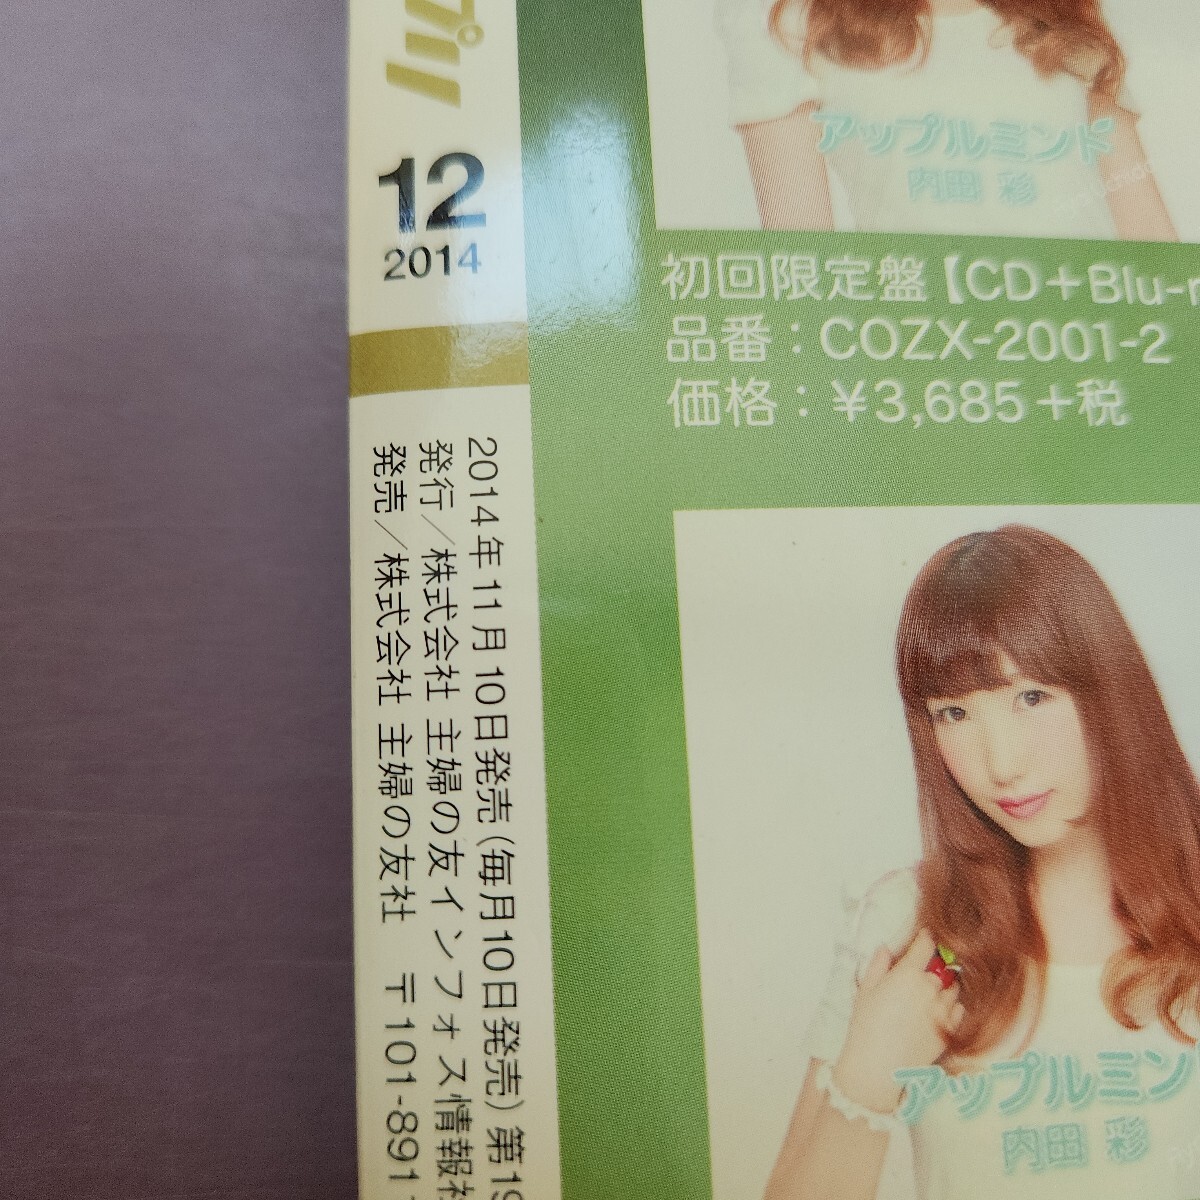 プリ
12
2014
2014年11月10日発売(毎月10日発売)第19
発行/株式会社 主婦の友インフォス情報社
発売/株式会社 主婦の友社 〒101-891
アップルミント
内田 彩
初回限定盤【CD+Blu-r
品番:COZX-2001-2
価格:¥3,685+税
アップルミン
内田 彩